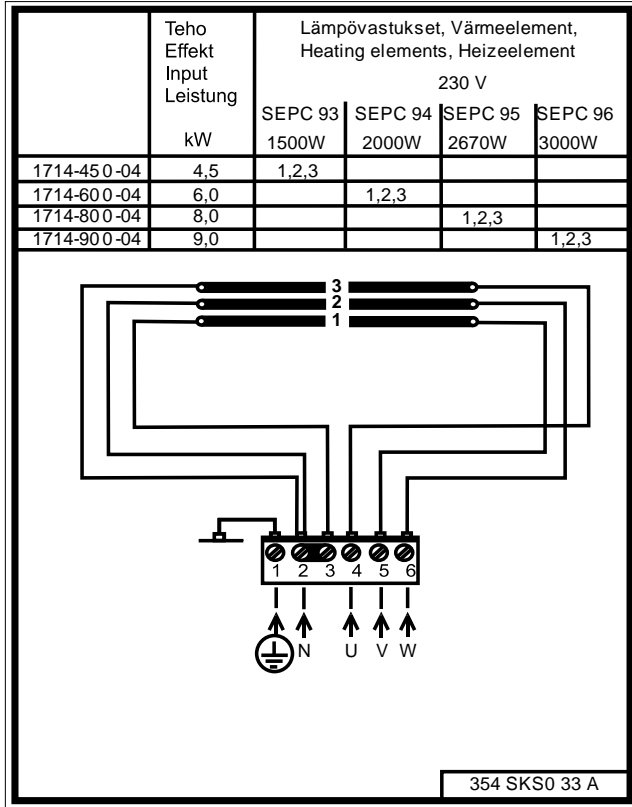 Teho
Effekt
Input
Leistung
kW
Lämpövastukset, Värmeelement,
Heating elements, Heizeelement
230 V
SEPC 93 SEPC 94 SEPC 95 SEPC 96
1500W 2000W 2670W 3000W
1714-450-04 4,5 1,2,3
1714-600-04 6,0 1,2,3
1714-800-04 8,0 1,2,3
1714-900-04 9,0 1,2,3
3
2
1
1 2 3 4 5 6
N U V W
354 SKS0 33 A